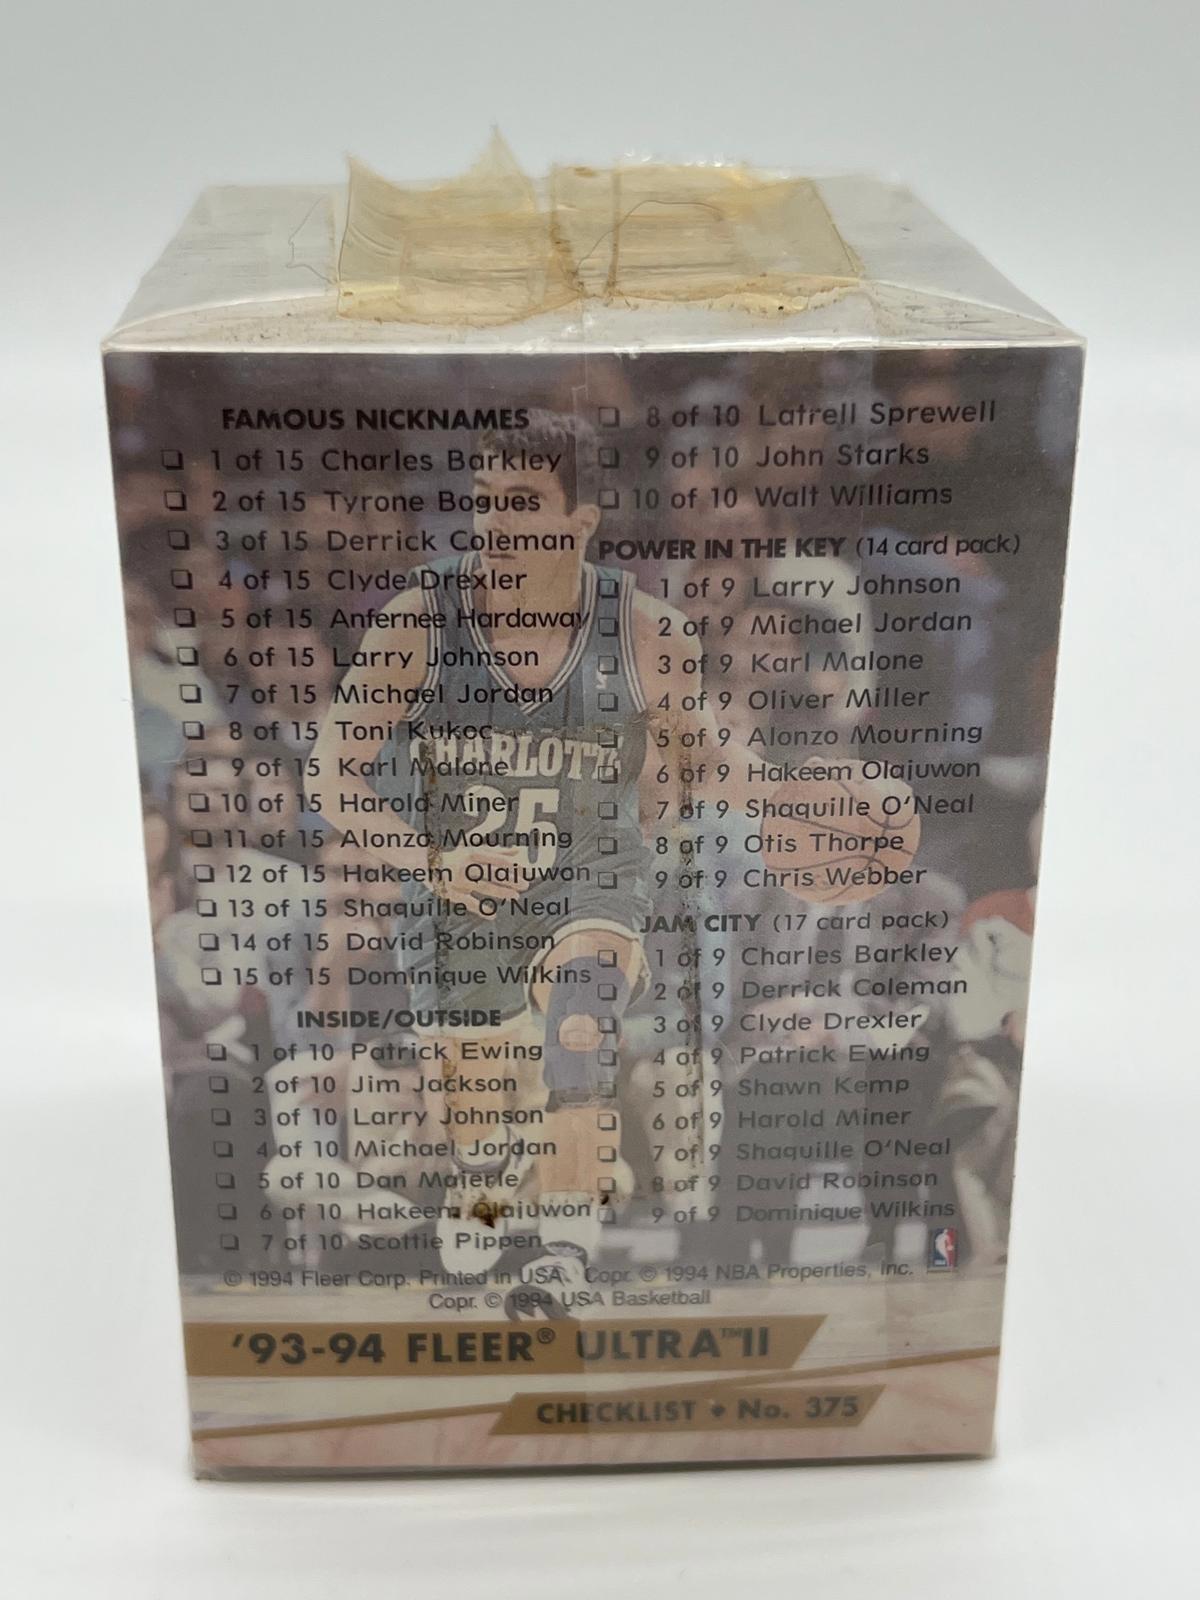 FAMOUS NICKNAMES
❏ 1 of 15 Charles Barkley
❏ 2 of 15 Tyrone Bogues
❏ 3 of 15 Derrick Coleman
❏ 4 of 15 Clyde Drexler
❏ 5 of 15 Anfernee Hardaway
❏ 6 of 15 Larry Johnson
❏ 7 of 15 Michael Jordan
❏ 8 of 15 Toni Kukoc
❏ 9 of 15 Karl Malone
❏ 10 of 15 Harold Miner
❏ 11 of 15 Alonzo Mourning
❏ 12 of 15 Hakeem Olajuwon
❏ 13 of 15 Shaquille O'Neal
❏ 14 of 15 David Robinson
❏ 15 of 15 Dominique Wilkins
INSIDE/OUTSIDE
❏ 1 of 10 Patrick Ewing
❏ 2 of 10 Jim Jackson
❏ 3 of 10 Larry Johnson
❏ 4 of 10 Michael Jordan
❏ 5 of 10 Dan Majerle
❏ 6 of 10 Hakeem Olajuwon
❏ 7 of 10 Scottie Pippen
❏ 8 of 10 Latrell Sprewell
❏ 9 of 10 John Starks
❏ 10 of 10 Walt Williams
POWER IN THE KEY (14 card pack)
❏ 1 of 9 Larry Johnson
❏ 2 of 9 Michael Jordan
❏ 3 of 9 Karl Malone
❏ 4 of 9 Oliver Miller
❏ 5 of 9 Alonzo Mourning
❏ 6 of 9 Hakeem Olajuwon
❏ 7 of 9 Shaquille O'Neal
❏ 8 of 9 Otis Thorpe
❏ 9 of 9 Chris Webber
JAM CITY (17 card pack)
❏ 1 of 9 Charles Barkley
❏ 2 of 9 Derrick Coleman
❏ 3 of 9 Clyde Drexler
❏ 4 of 9 Patrick Ewing
❏ 5 of 9 Shawn Kemp
❏ 6 of 9 Harold Miner
❏ 7 of 9 Shaquille O'Neal
❏ 8 of 9 David Robinson
❏ 9 of 9 Dominique Wilkins
CHARLOTTE
25
© 1994 Fleer Corp. Printed in USA. Copr. © 1994 NBA Properties, Inc.
Copr. © 1994 USA Basketball
'93-94 FLEER® ULTRA™ II
CHECKLIST • No. 375